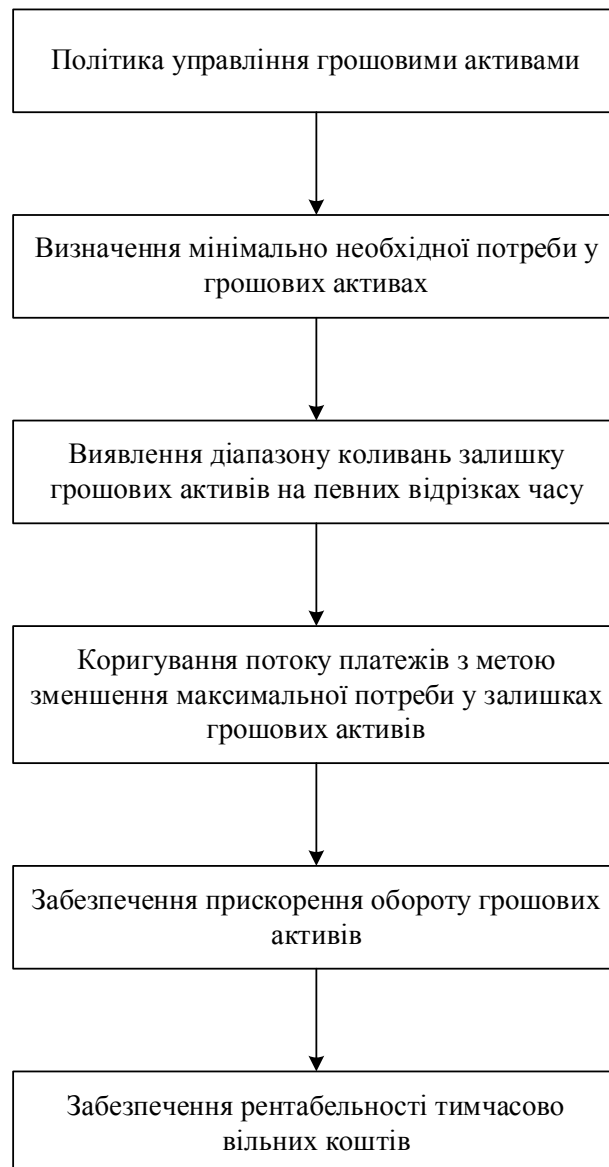 Політика управління грошовими активами
Визначення мінімально необхідної потреби у
грошових активах
Виявлення діапазону коливань залишку
грошових активів на певних відрізках часу
Коригування потоку платежів з метою
зменшення максимальної потреби у залишках
грошових активів
Забезпечення прискорення обороту грошових
активів
Забезпечення рентабельності тимчасово
вільних коштів